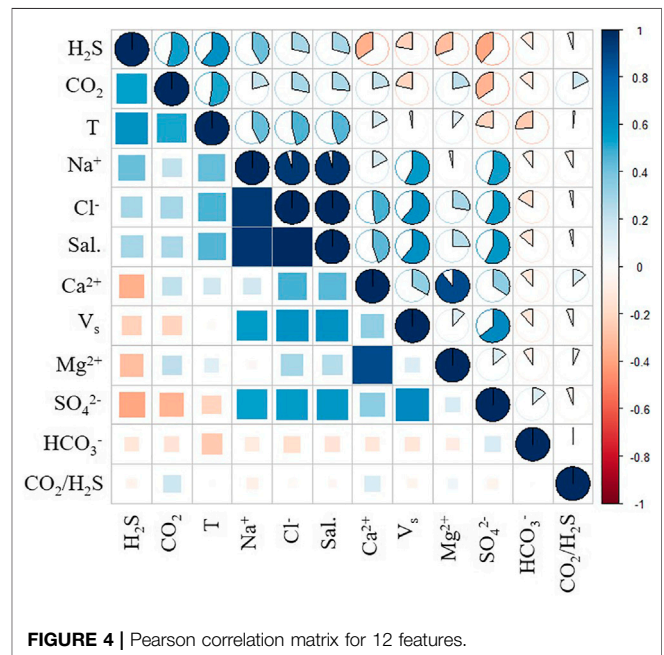 H₂S
CO₂
T
Na⁺
Cl⁻
Sal.
Ca²⁺
Vₛ
Mg²⁺
SO₄²⁻
HCO₃⁻
CO₂/H₂S
1
0.8
0.6
0.4
0.2
0
-0.2
-0.4
-0.6
-0.8
-1
H₂S
CO₂
T
Na⁺
Cl⁻
Sal.
Ca²⁺
Vₛ
Mg²⁺
SO₄²⁻
HCO₃⁻
CO₂/H₂S
FIGURE 4 | Pearson correlation matrix for 12 features.